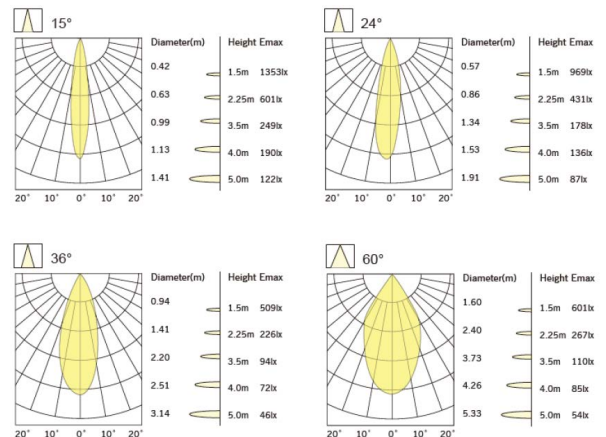 15°
Diameter(m) Height Emax
0.42 1.5m 1353lx
0.63 2.25m 601lx
0.99 3.5m 249lx
1.13 4.0m 190lx
1.41 5.0m 122lx
20° 10° 0° 10° 20°
24°
Diameter(m) Height Emax
0.57 1.5m 969lx
0.86 2.25m 431lx
1.34 3.5m 178lx
1.53 4.0m 136lx
1.91 5.0m 87lx
20° 10° 0° 10° 20°
36°
Diameter(m) Height Emax
0.94 1.5m 509lx
1.41 2.25m 226lx
2.20 3.5m 94lx
2.51 4.0m 72lx
3.14 5.0m 46lx
20° 10° 0° 10° 20°
60°
Diameter(m) Height Emax
1.60 1.5m 601lx
2.40 2.25m 267lx
3.73 3.5m 110lx
4.26 4.0m 85lx
5.33 5.0m 54lx
20° 10° 0° 10° 20°